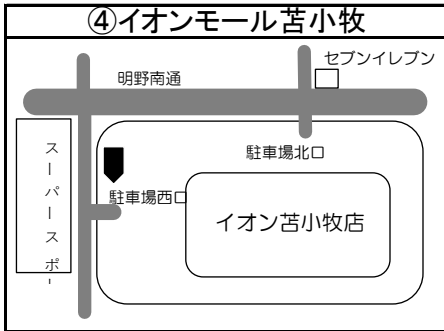 ④イオンモール苫小牧
セブンイレブン
明野南通
駐車場北口
スーパースポー
駐車場西口
イオン苫小牧店